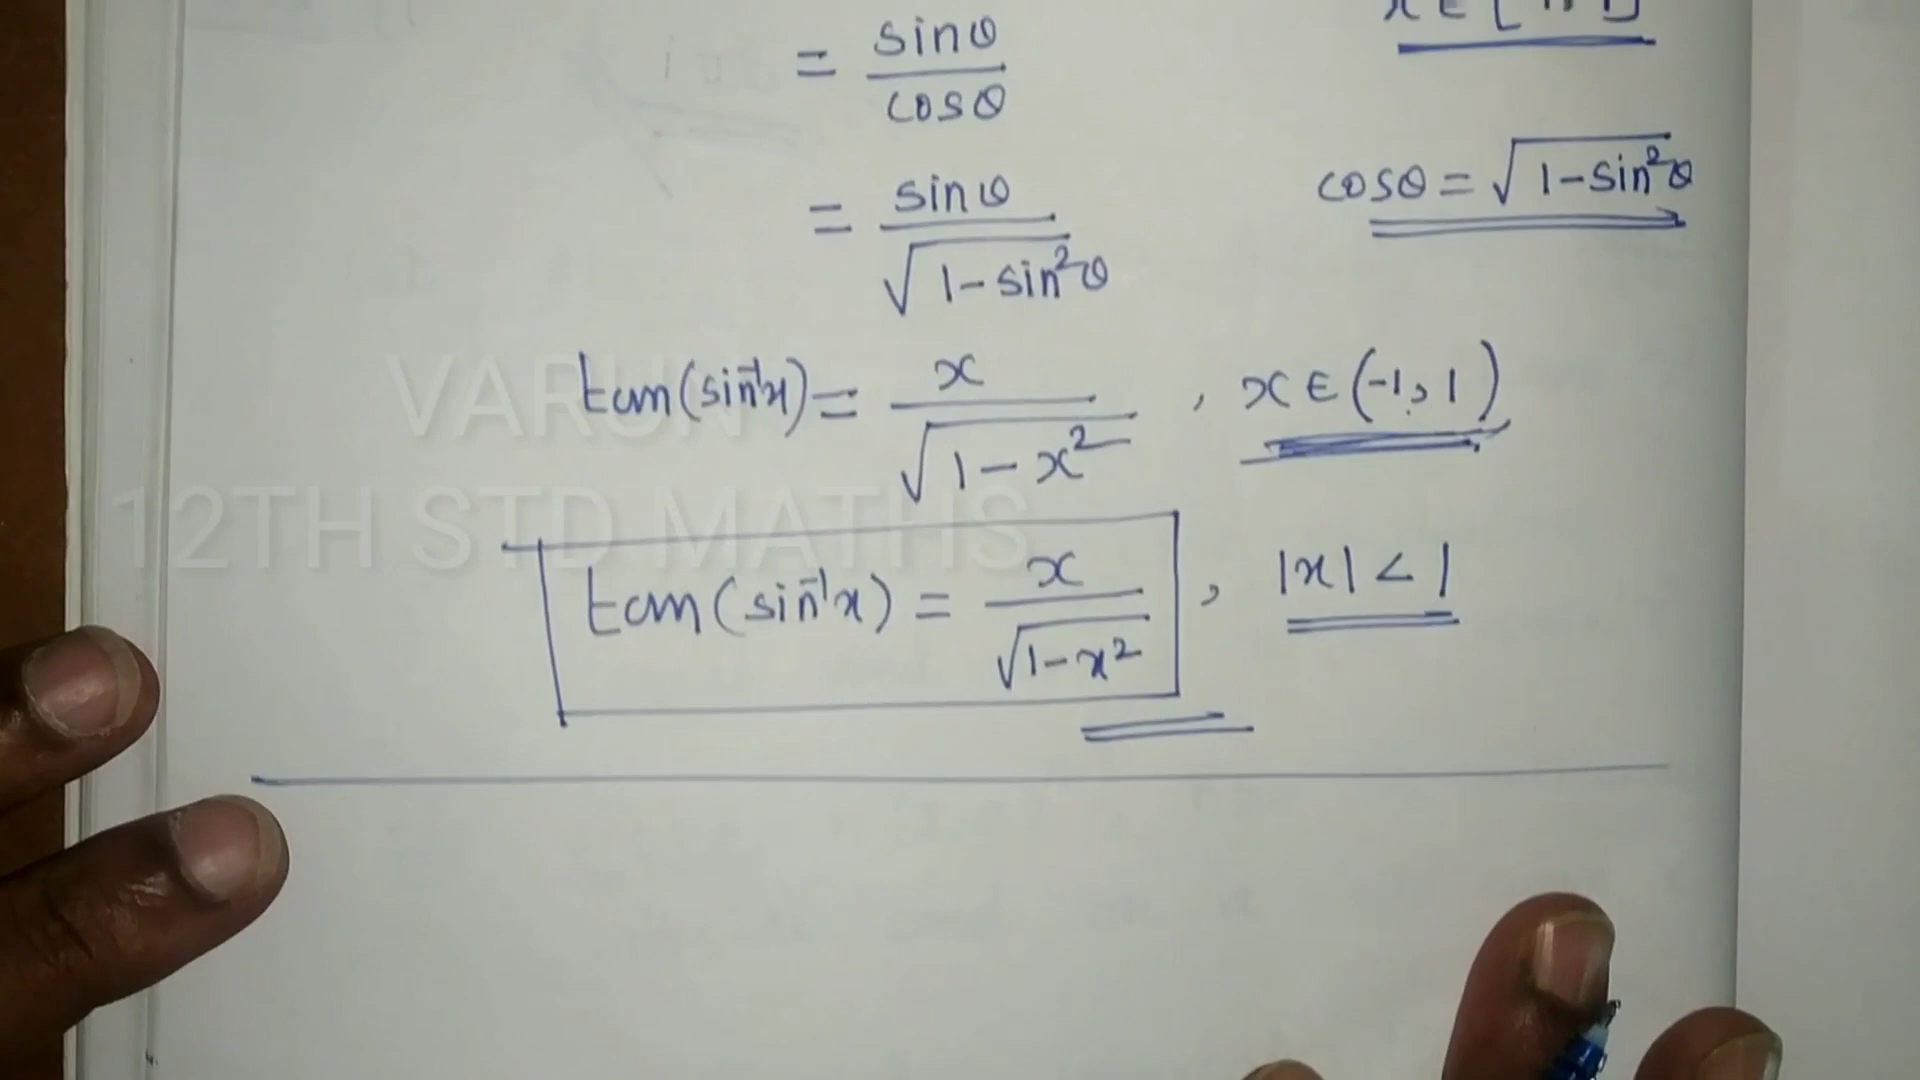 = sinθ / cosθ
cosθ = √(1-sin²θ)
= sinθ / √(1-sin²θ)
tan(sin⁻¹x) = x / √(1-x²) , x ∈ (-1, 1)
tan(sin⁻¹x) = x / √(1-x²) , |x| < 1
VARUN
12TH STD MATHS